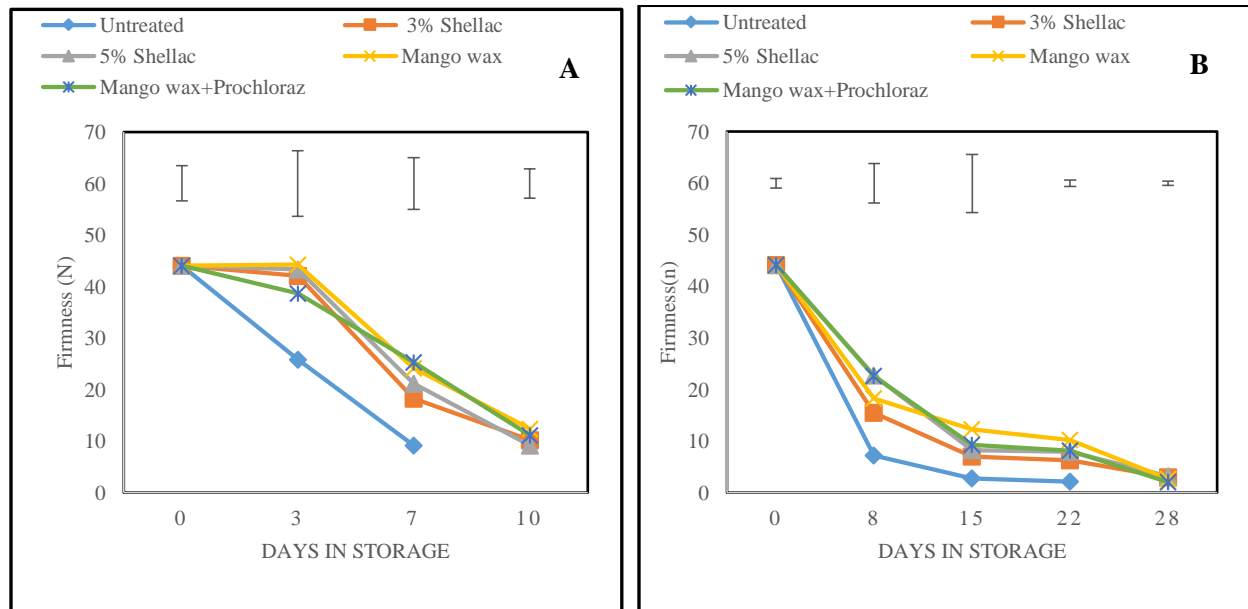 Untreated
3% Shellac
5% Shellac
Mango wax
Mango wax+Prochloraz
A
Firmness (N)
70
60
50
40
30
20
10
0
0 3 7 10
DAYS IN STORAGE
Untreated
3% Shellac
5% Shellac
Mango wax
Mango wax+Prochloraz
B
Firmness(n)
70
60
50
40
30
20
10
0
0 8 15 22 28
DAYS IN STORAGE